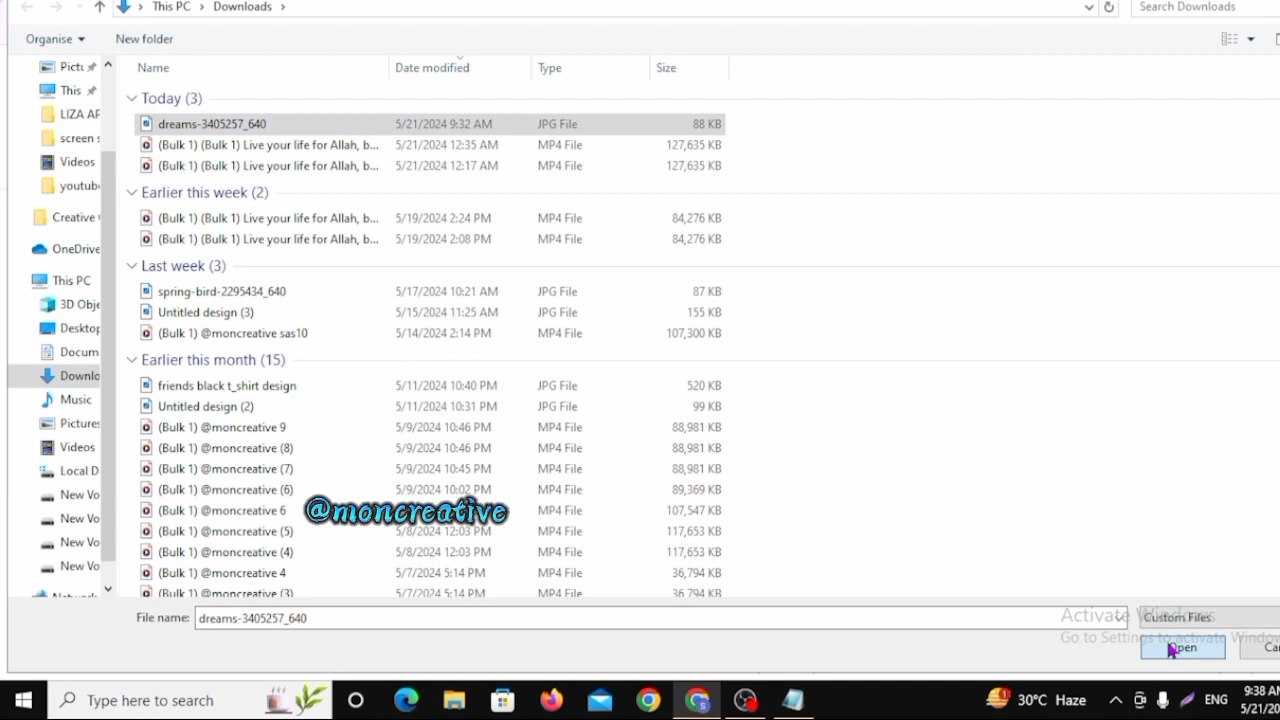 This PC > Downloads >
Search Downloads
Organise
New folder
Name Date modified Type Size
Today (3)
dreams-3405257_640 5/21/2024 9:32 AM JPG File 88 KB
(Bulk 1) (Bulk 1) Live your life for Allah, b... 5/21/2024 12:35 AM MP4 File 127,635 KB
(Bulk 1) (Bulk 1) Live your life for Allah, b... 5/21/2024 12:17 AM MP4 File 127,635 KB
Earlier this week (2)
(Bulk 1) (Bulk 1) Live your life for Allah, b... 5/19/2024 2:24 PM MP4 File 84,276 KB
(Bulk 1) (Bulk 1) Live your life for Allah, b... 5/19/2024 2:08 PM MP4 File 84,276 KB
Last week (3)
spring-bird-2295434_640 5/17/2024 10:21 AM JPG File 87 KB
Untitled design (3) 5/15/2024 11:25 AM JPG File 155 KB
(Bulk 1) @moncreative sas10 5/14/2024 2:14 PM MP4 File 107,300 KB
Earlier this month (15)
friends black t_shirt design 5/11/2024 10:40 PM JPG File 520 KB
Untitled design (2) 5/11/2024 10:31 PM JPG File 99 KB
(Bulk 1) @moncreative 9 5/9/2024 10:46 PM MP4 File 88,981 KB
(Bulk 1) @moncreative (8) 5/9/2024 10:46 PM MP4 File 88,981 KB
(Bulk 1) @moncreative (7) 5/9/2024 10:45 PM MP4 File 88,981 KB
(Bulk 1) @moncreative (6) 5/9/2024 10:02 PM MP4 File 89,369 KB
(Bulk 1) @moncreative 6 MP4 File 107,547 KB
@moncreative
(Bulk 1) @moncreative (5) 5/8/2024 12:03 PM MP4 File 117,653 KB
(Bulk 1) @moncreative (4) 5/8/2024 12:03 PM MP4 File 117,653 KB
(Bulk 1) @moncreative 4 5/7/2024 5:14 PM MP4 File 36,794 KB
(Bulk 1) @moncreative (3) 5/7/2024 5:14 PM MP4 File 36,794 KB
Pictu
This
LIZA AP
screen s
Videos
youtube
Creative
OneDrive
This PC
3D Obje
Desktop
Docum
Downlo
Music
Pictures
Videos
Local D
New Vo
New Vo
New Vo
New Vo
Network
File name: dreams-3405257_640
Custom Files
Activate Windows
Go to Settings to activate Window
Open
Ca
Type here to search
30°C Haze
ENG
9:38 AM
5/21/20